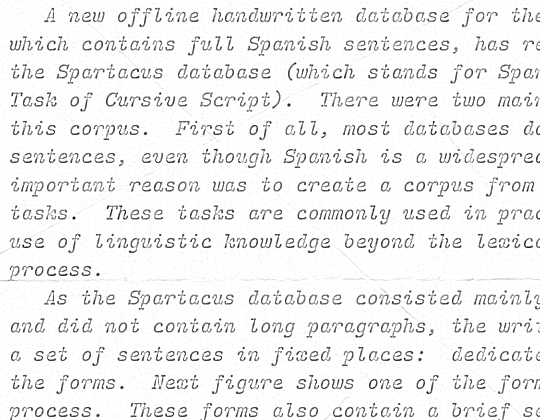 A new offline handwritten database for the
which contains full Spanish sentences, has re
the Spartacus database (which stands for Span
Task of Cursive Script). There were two main
this corpus. First of all, most databases do
sentences, even though Spanish is a widespread
important reason was to create a corpus from
tasks. These tasks are commonly used in prac
use of linguistic knowledge beyond the lexica
process.
As the Spartacus database consisted mainly
and did not contain long paragraphs, the writ
a set of sentences in fixed places: dedicate
the forms. Next figure shows one of the form
process. These forms also contain a brief se